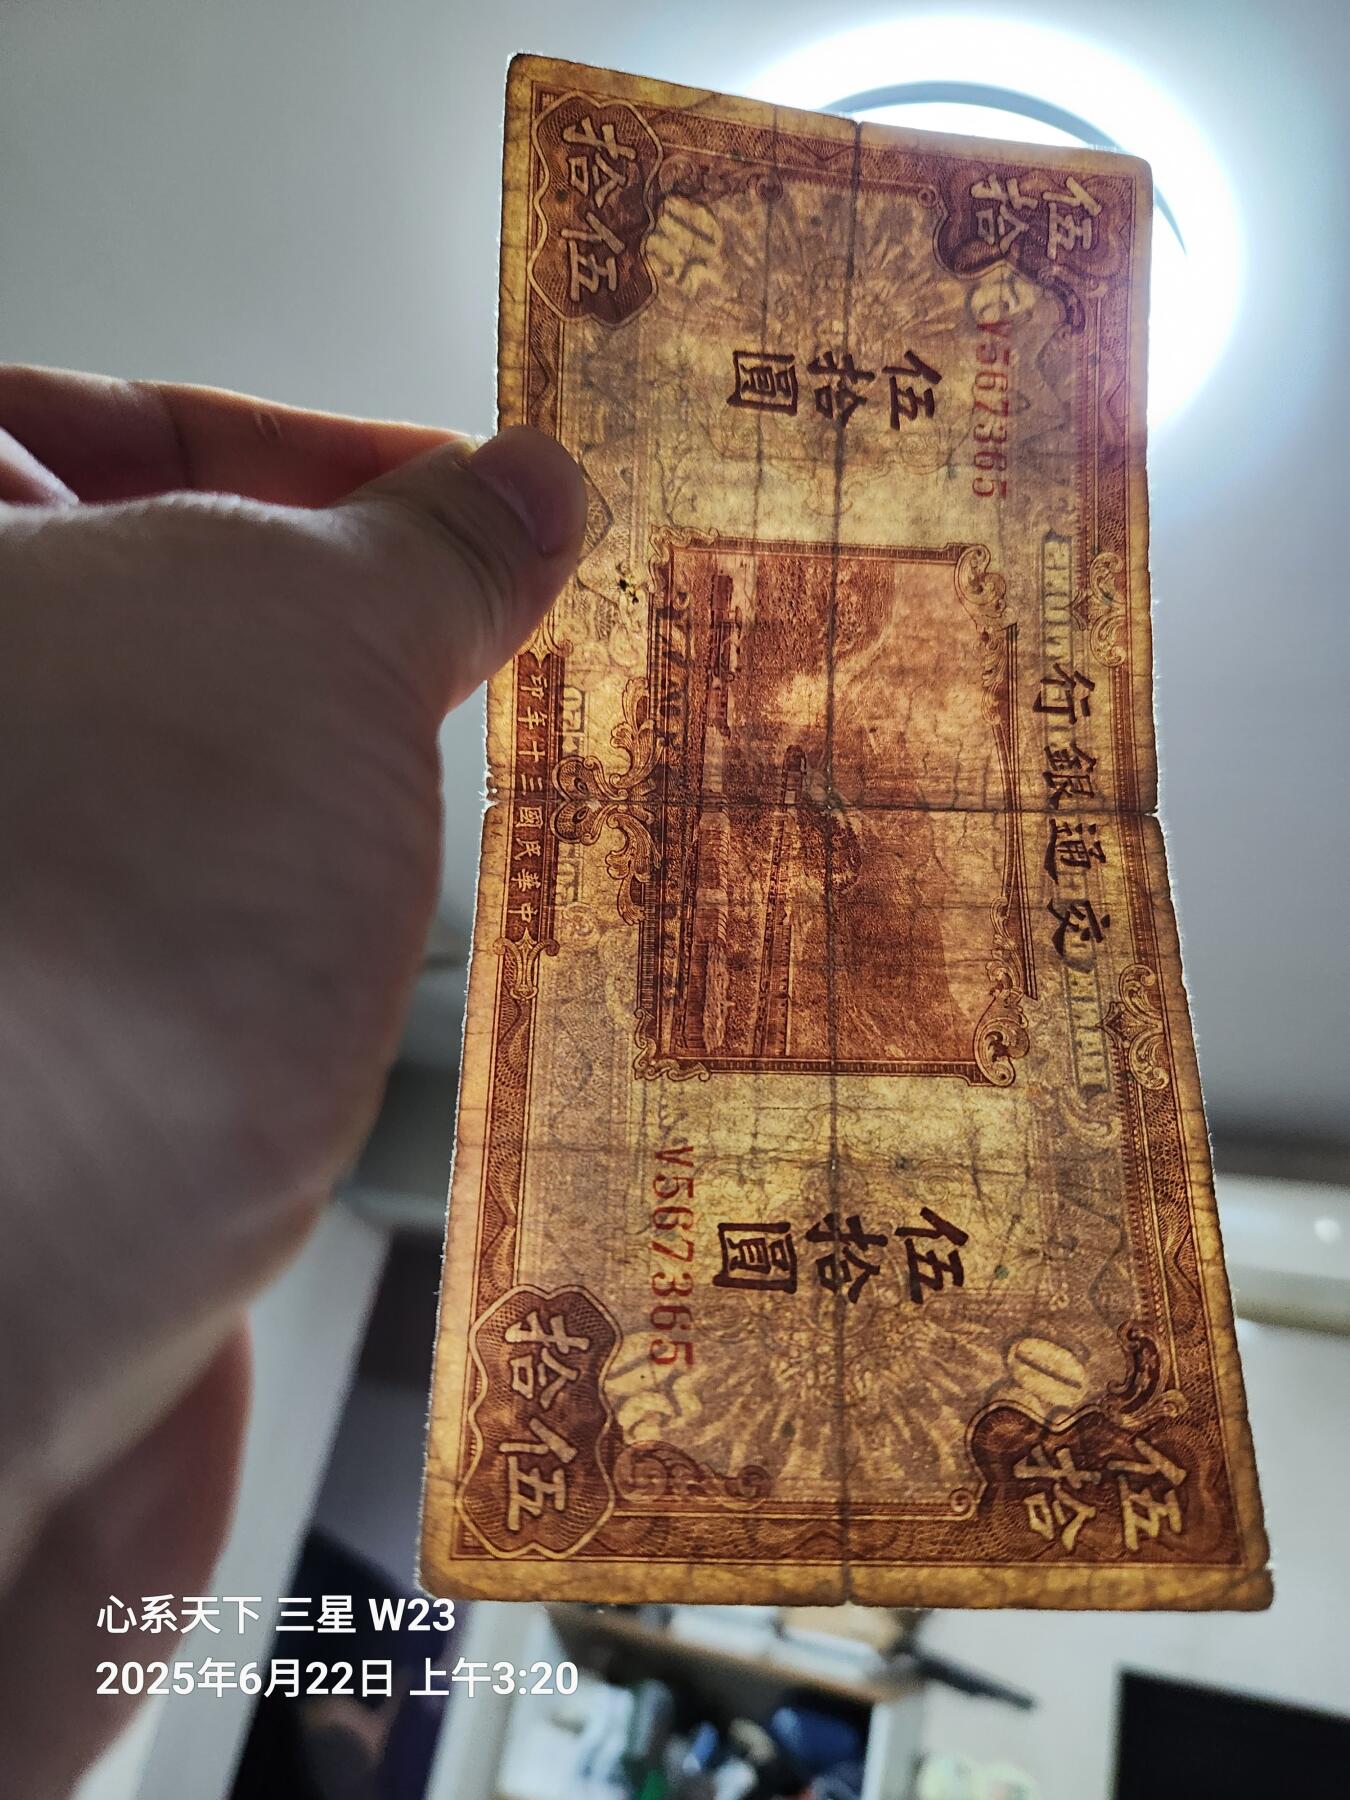 行銀通交
伍拾
伍拾
V567365
伍拾圓
伍拾圓
V567365
拾伍
印年十三國民華中
拾伍
心系天下 三星 W23
2025年6月22日 上午3:20